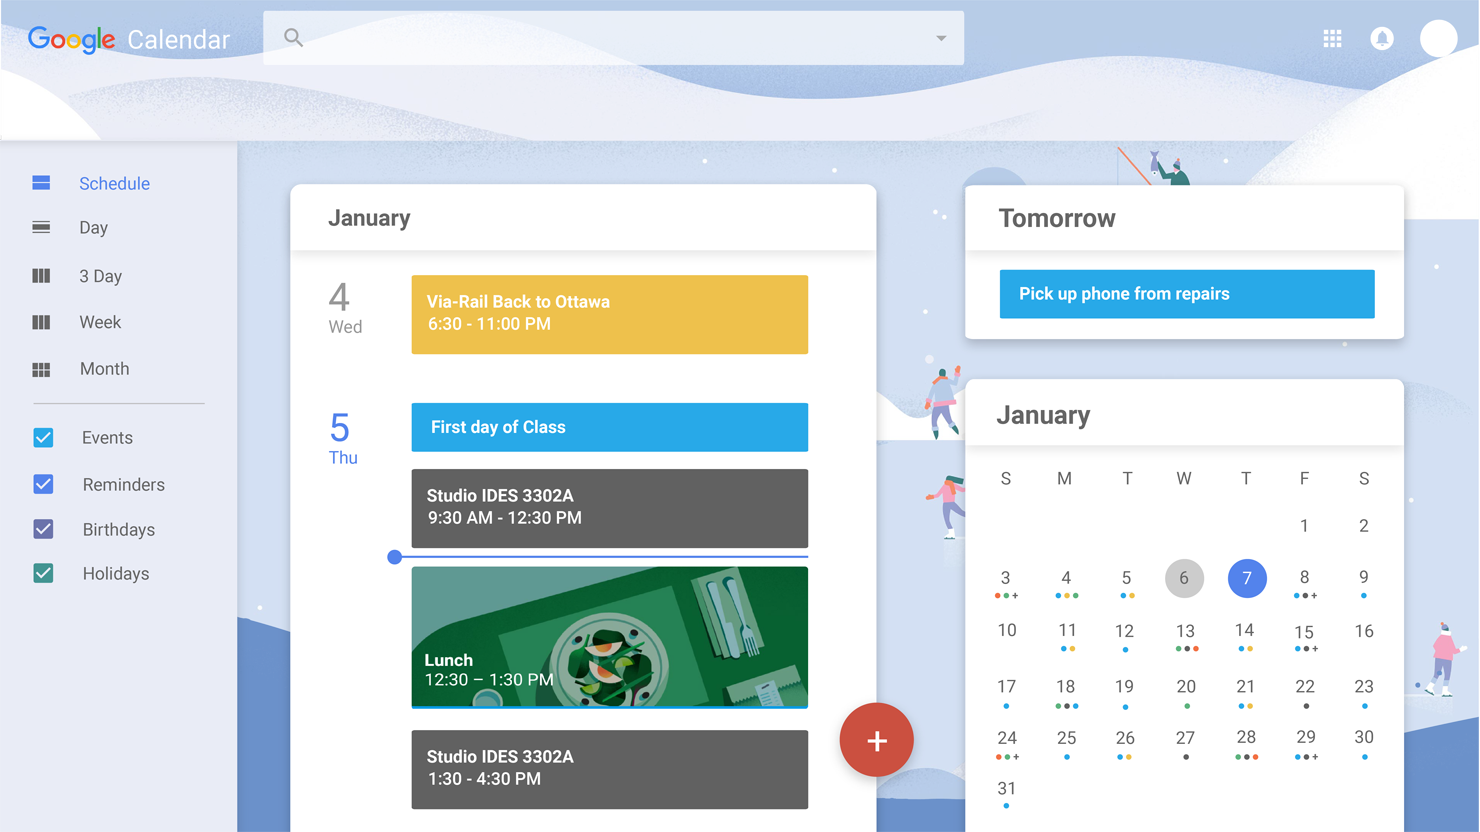 Google Calendar
Schedule
Day
3 Day
Week
Month
Events
Reminders
Birthdays
Holidays
January
4
Wed
Via-Rail Back to Ottawa
6:30 - 11:00 PM
5
Thu
First day of Class
Studio IDES 3302A
9:30 AM - 12:30 PM
Lunch
12:30 – 1:30 PM
Studio IDES 3302A
1:30 - 4:30 PM
+
Tomorrow
Pick up phone from repairs
January
S M T W T F S
1 2
3 4 5 6 7 8 9
+ +
10 11 12 13 14 15 16
+
17 18 19 20 21 22 23
24 25 26 27 28 29 30
+ +
31